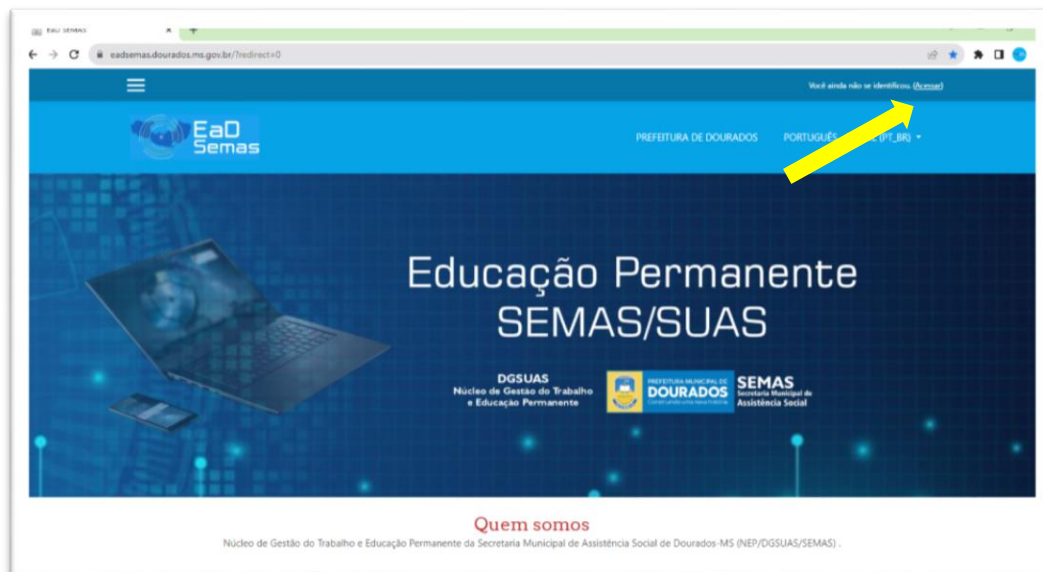 EaD SEMAS
eadsemas.dourados.ms.gov.br/?redirect=0
Você ainda não se identificou. (Acessar)
EaD
Semas
PREFEITURA DE DOURADOS
PORTUGUÊS (PT_BR)
Educação Permanente
SEMAS/SUAS
DGSUAS
Núcleo de Gestão do Trabalho
e Educação Permanente
PREFEITURA MUNICIPAL DE
DOURADOS
SEMAS
Secretaria Municipal de
Assistência Social
Quem somos
Núcleo de Gestão do Trabalho e Educação Permanente da Secretaria Municipal de Assistência Social de Dourados-MS (NEP/DGSUAS/SEMAS) .